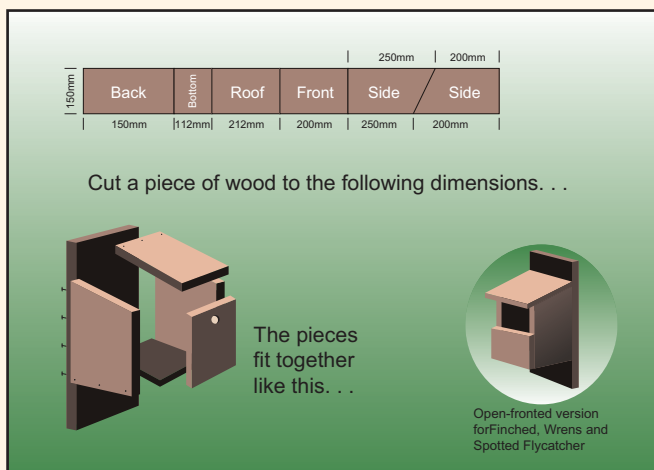 250mm 200mm
150mm
Back Bottom Roof Front Side Side
150mm 112mm 212mm 200mm 250mm 200mm
Cut a piece of wood to the following dimensions. . .
The pieces
fit together
like this. . .
Open-fronted version
forFinched, Wrens and
Spotted Flycatcher